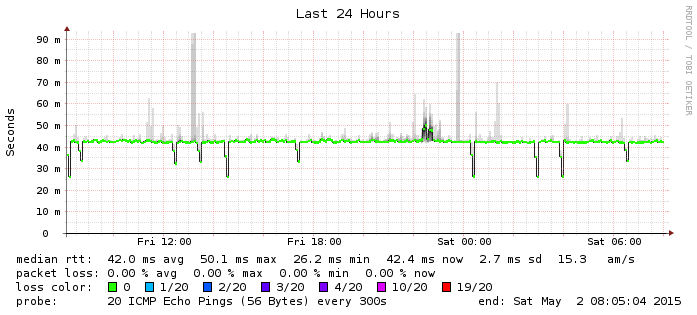 Last 24 Hours
RRDTOOL / TOBI OETIKER
Seconds
90 m
80 m
70 m
60 m
50 m
40 m
30 m
20 m
10 m
0
Fri 12:00 Fri 18:00 Sat 00:00 Sat 06:00
median rtt: 42.0 ms avg 50.1 ms max 26.2 ms min 42.4 ms now 2.7 ms sd 15.3 am/s
packet loss: 0.00 % avg 0.00 % max 0.00 % min 0.00 % now
loss color: 0 1/20 2/20 3/20 4/20 10/20 19/20
probe: 20 ICMP Echo Pings (56 Bytes) every 300s end: Sat May 2 08:05:04 2015